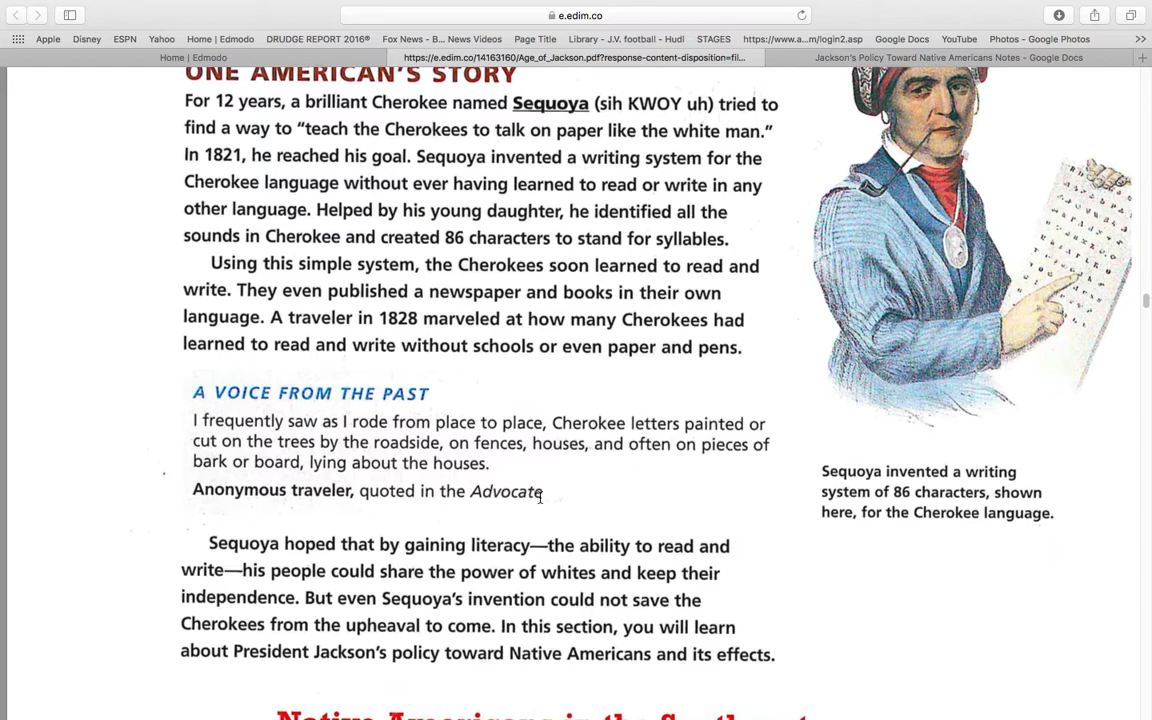 e.edim.co
Apple Disney ESPN Yahoo Home | Edmodo DRUDGE REPORT 2016® Fox News - B... News Videos Page Title Library - J.V. football - Hudl STAGES https://www.a...m/login2.asp Google Docs YouTube Photos - Google Photos >>
Home | Edmodo https://e.edim.co/14163160/Age_of_Jackson.pdf?response-content-disposition=fil... Jackson's Policy Toward Native Americans Notes - Google Docs
ONE AMERICAN'S STORY
For 12 years, a brilliant Cherokee named Sequoya (sih KWOY uh) tried to
find a way to “teach the Cherokees to talk on paper like the white man.”
In 1821, he reached his goal. Sequoya invented a writing system for the
Cherokee language without ever having learned to read or write in any
other language. Helped by his young daughter, he identified all the
sounds in Cherokee and created 86 characters to stand for syllables.
Using this simple system, the Cherokees soon learned to read and
write. They even published a newspaper and books in their own
language. A traveler in 1828 marveled at how many Cherokees had
learned to read and write without schools or even paper and pens.
A VOICE FROM THE PAST
I frequently saw as I rode from place to place, Cherokee letters painted or
cut on the trees by the roadside, on fences, houses, and often on pieces of
bark or board, lying about the houses.
Anonymous traveler, quoted in the Advocate
Sequoya hoped that by gaining literacy—the ability to read and
write—his people could share the power of whites and keep their
independence. But even Sequoya's invention could not save the
Cherokees from the upheaval to come. In this section, you will learn
about President Jackson's policy toward Native Americans and its effects.
Sequoya invented a writing
system of 86 characters, shown
here, for the Cherokee language.
Native Americans in the Southeast